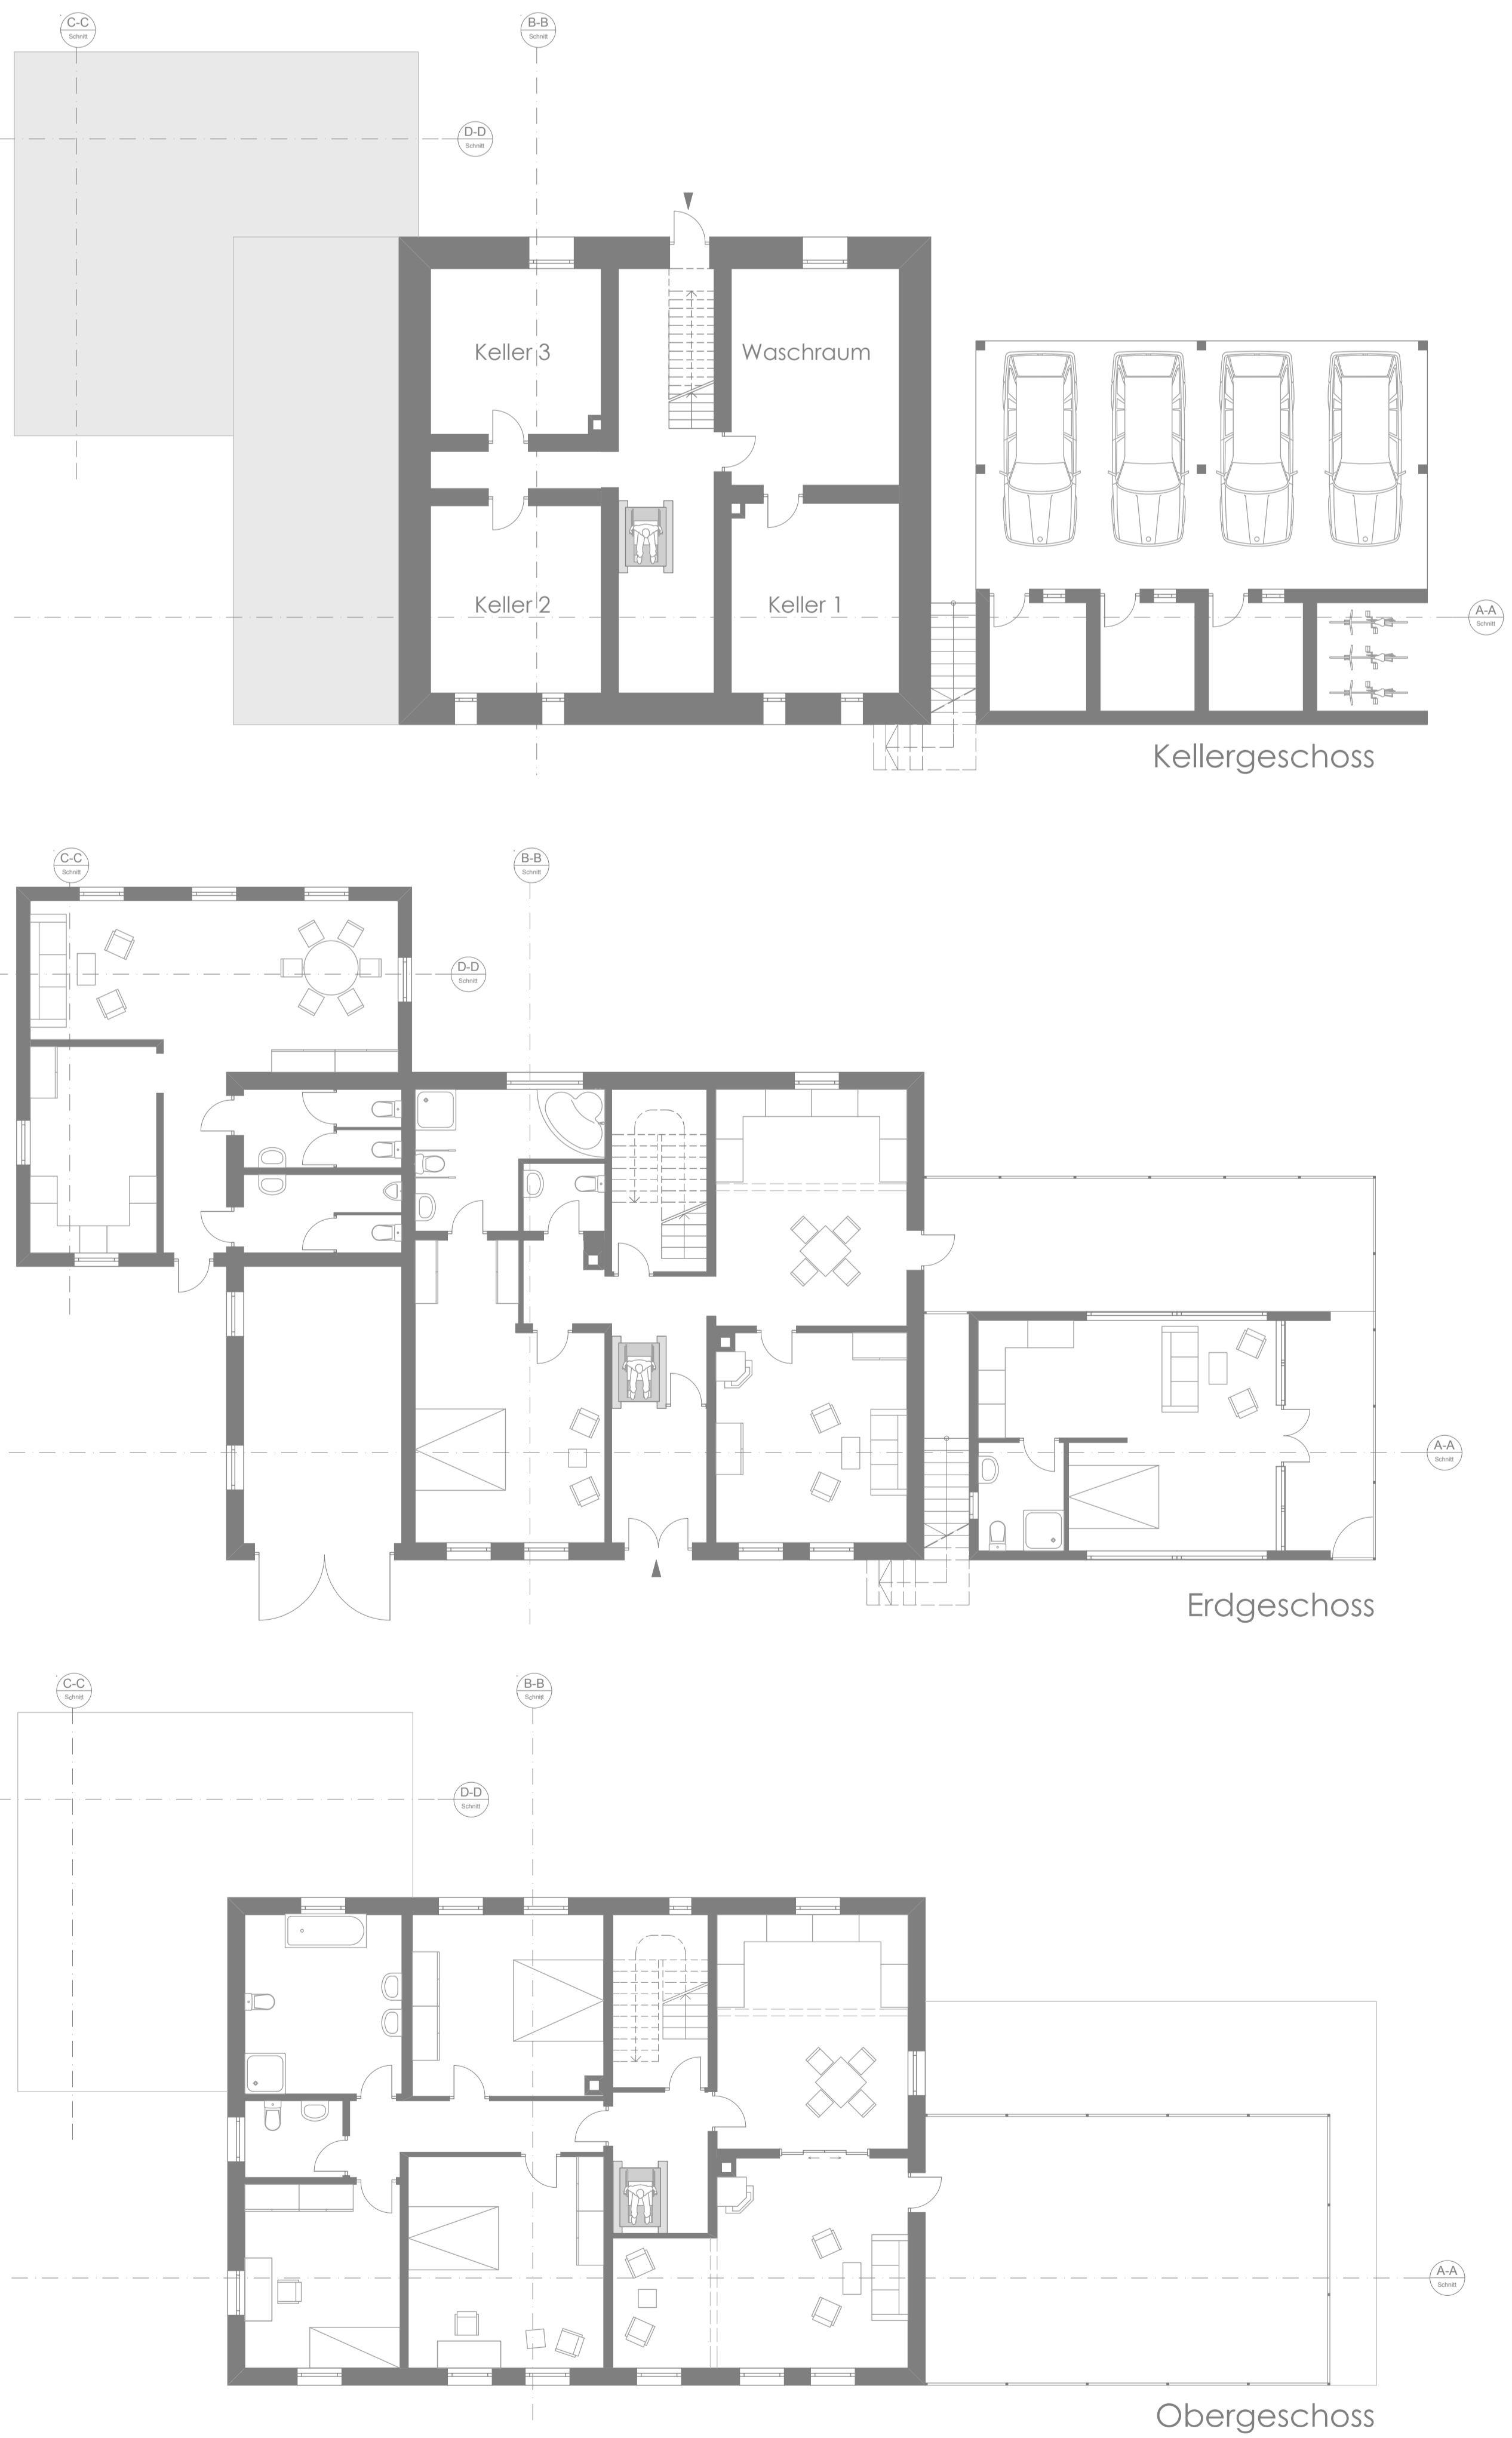 C-C
Schnitt
B-B
Schnitt
D-D
Schnitt
Keller 3
Waschraum
Keller 2
Keller 1
A-A
Schnitt
Kellergeschoss
C-C
Schnitt
B-B
Schnitt
D-D
Schnitt
A-A
Schnitt
Erdgeschoss
C-C
Schnitt
B-B
Schnitt
D-D
Schnitt
A-A
Schnitt
Obergeschoss